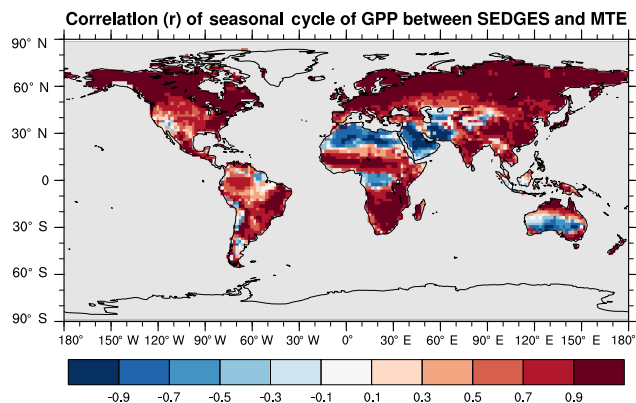 Correlation (r) of seasonal cycle of GPP between SEDGES and MTE
90° N
60° N
30° N
0
30° S
60° S
90° S
180° 150° W 120° W 90° W 60° W 30° W 0° 30° E 60° E 90° E 120° E 150° E 180°
-0.9 -0.7 -0.5 -0.3 -0.1 0.1 0.3 0.5 0.7 0.9